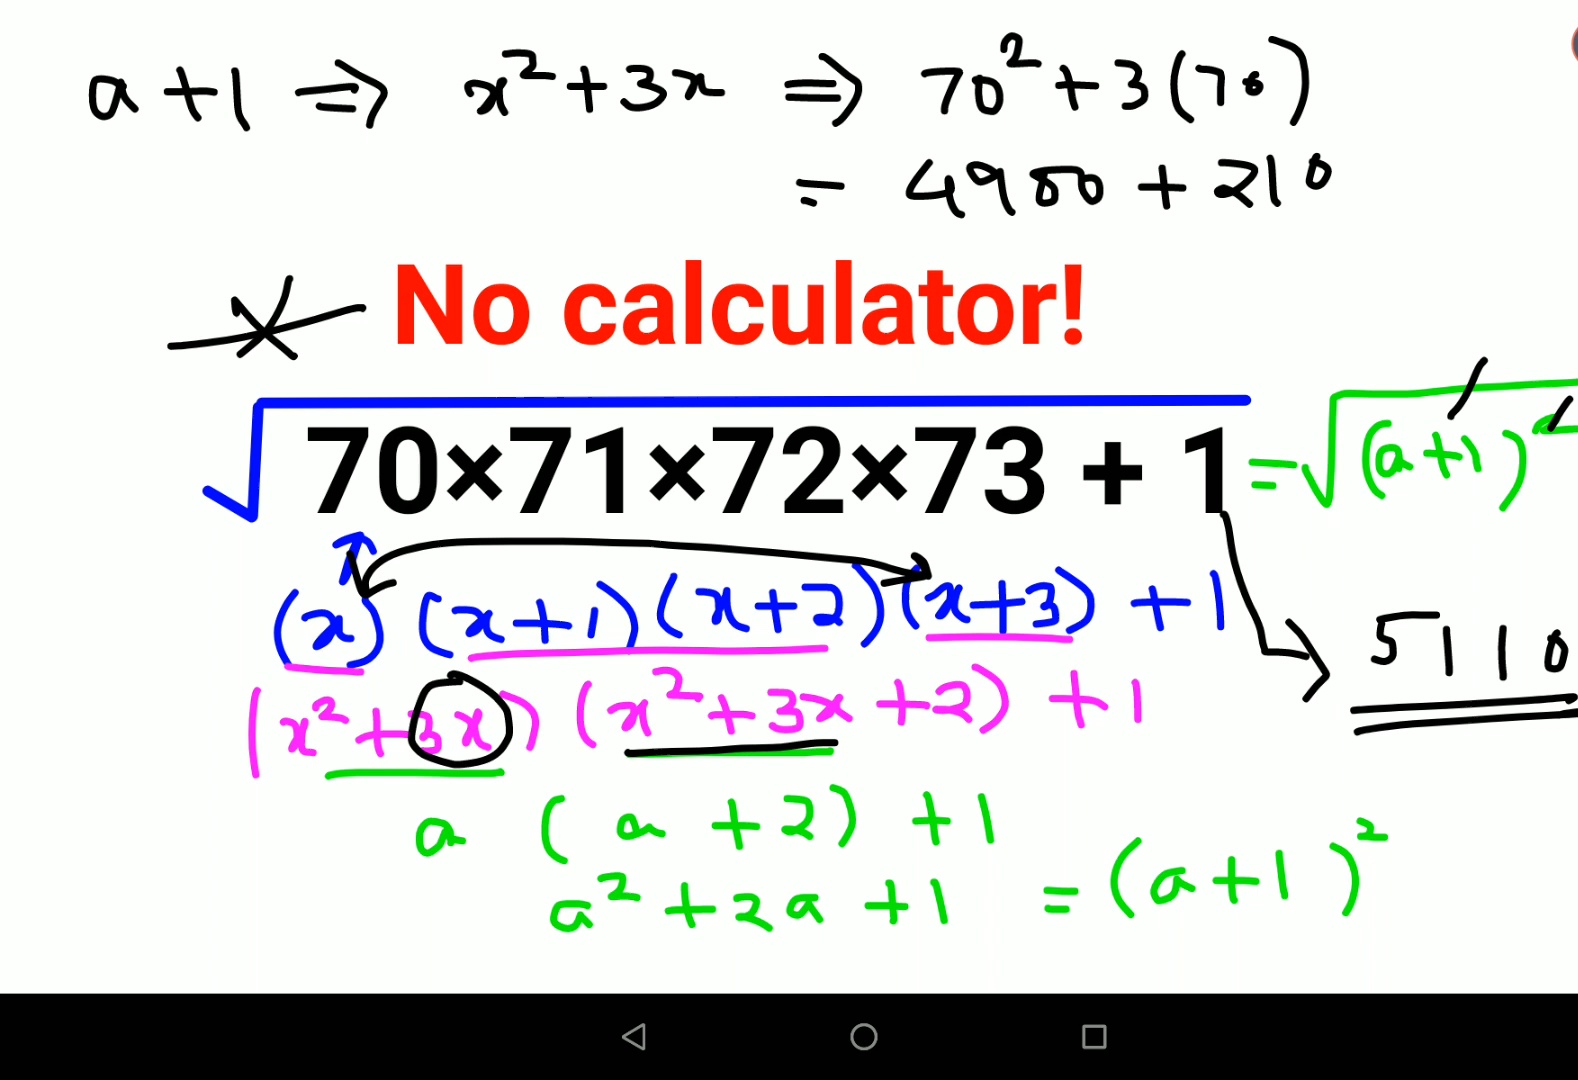 a + 1 ⇒ x² + 3x ⇒ 70² + 3(70)
= 4900 + 210
No calculator!
√70×71×72×73 + 1 = √(a+1)²
(x) (x+1) (x+2) (x+3) + 1
5110
(x² + 3x) (x² + 3x + 2) + 1
a ( a + 2) + 1
a² + 2a + 1 = (a + 1)²